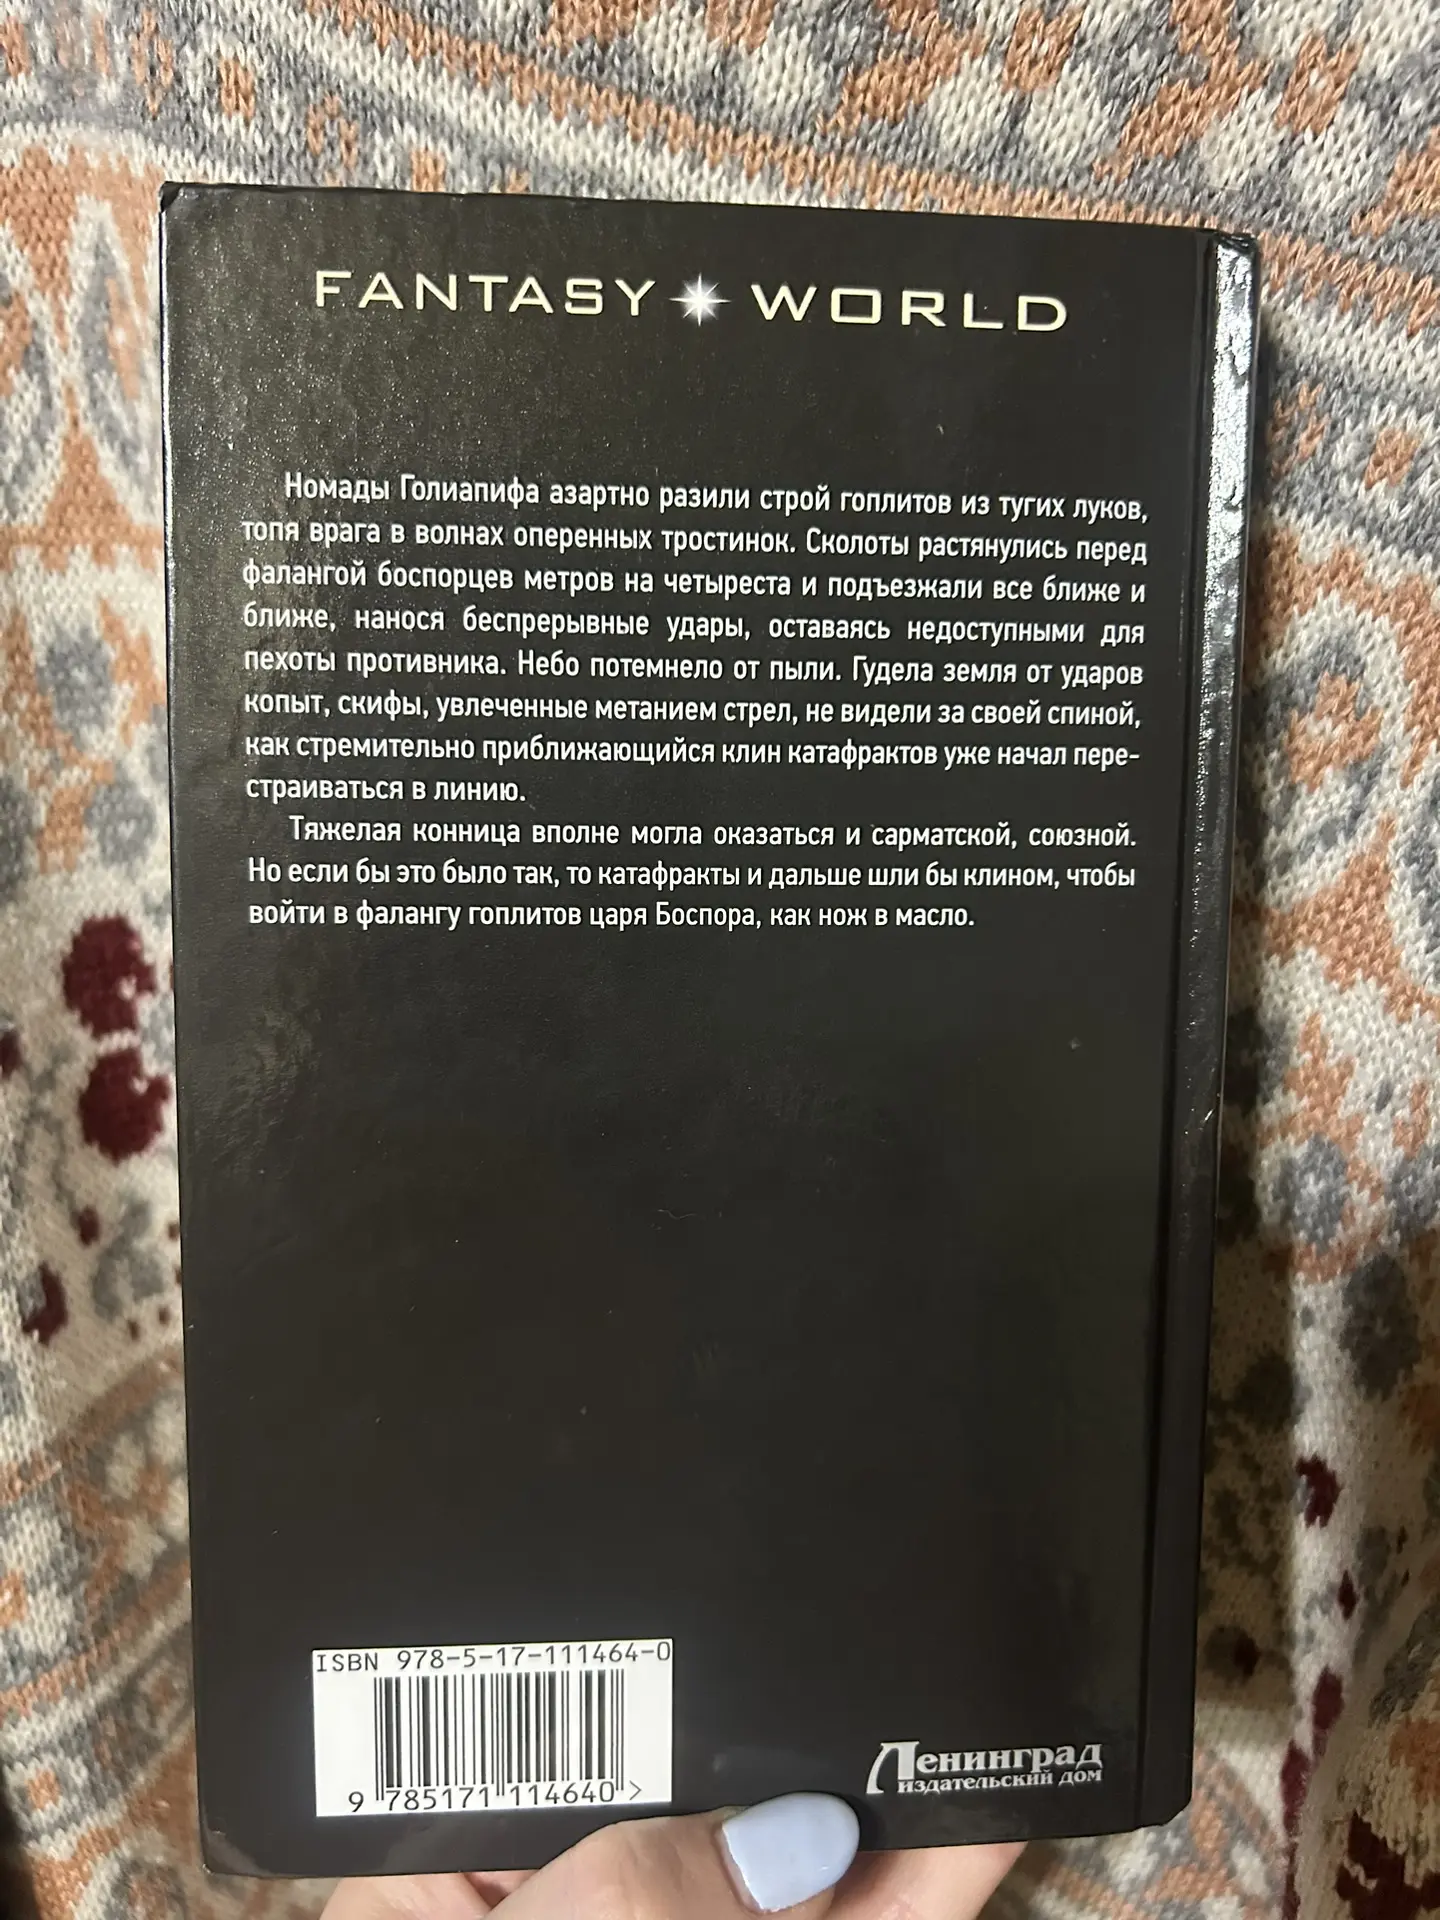 FANTASY WORLD
Номады Голиапифа азартно разили строй гоплитов из тугих луков,
топя врага в волнах оперенных тростинок. Сколоты растянулись перед
фалангой боспорцев метров на четыреста и подъезжали все ближе и
ближе, нанося беспрерывные удары, оставаясь недоступными для
пехоты противника. Небо потемнело от пыли. Гудела земля от ударов
копыт, скифы, увлеченные метанием стрел, не видели за своей спиной,
как стремительно приближающийся клин катафрактов уже начал пере-
страиваться в линию.
Тяжелая конница вполне могла оказаться и сарматской, союзной.
Но если бы это было так, то катафракты и дальше шли бы клином, чтобы
войти в фалангу гоплитов царя Боспора, как нож в масло.
ISBN 978-5-17-111464-0
9 785171 114640 >
Ленинград
издательский дом